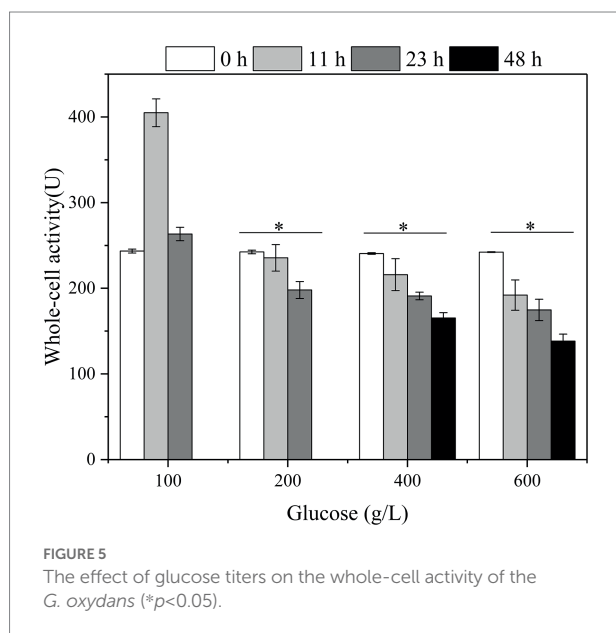 0 h 11 h 23 h 48 h
400
300
200
100
0
Whole-cell activity(U)
* * *
100 200 400 600
Glucose (g/L)
FIGURE 5
The effect of glucose titers on the whole-cell activity of the
G. oxydans (*p<0.05).